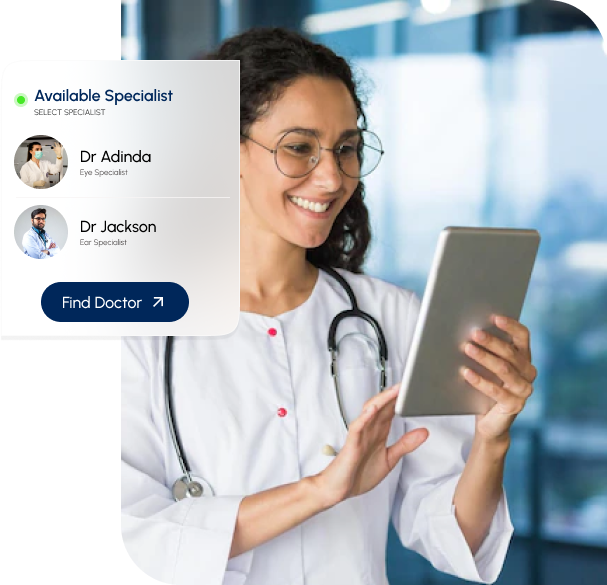 Available Specialist
SELECT SPECIALIST
Dr Adinda
Eye Specialist
Dr Jackson
Ear Specialist
Find Doctor